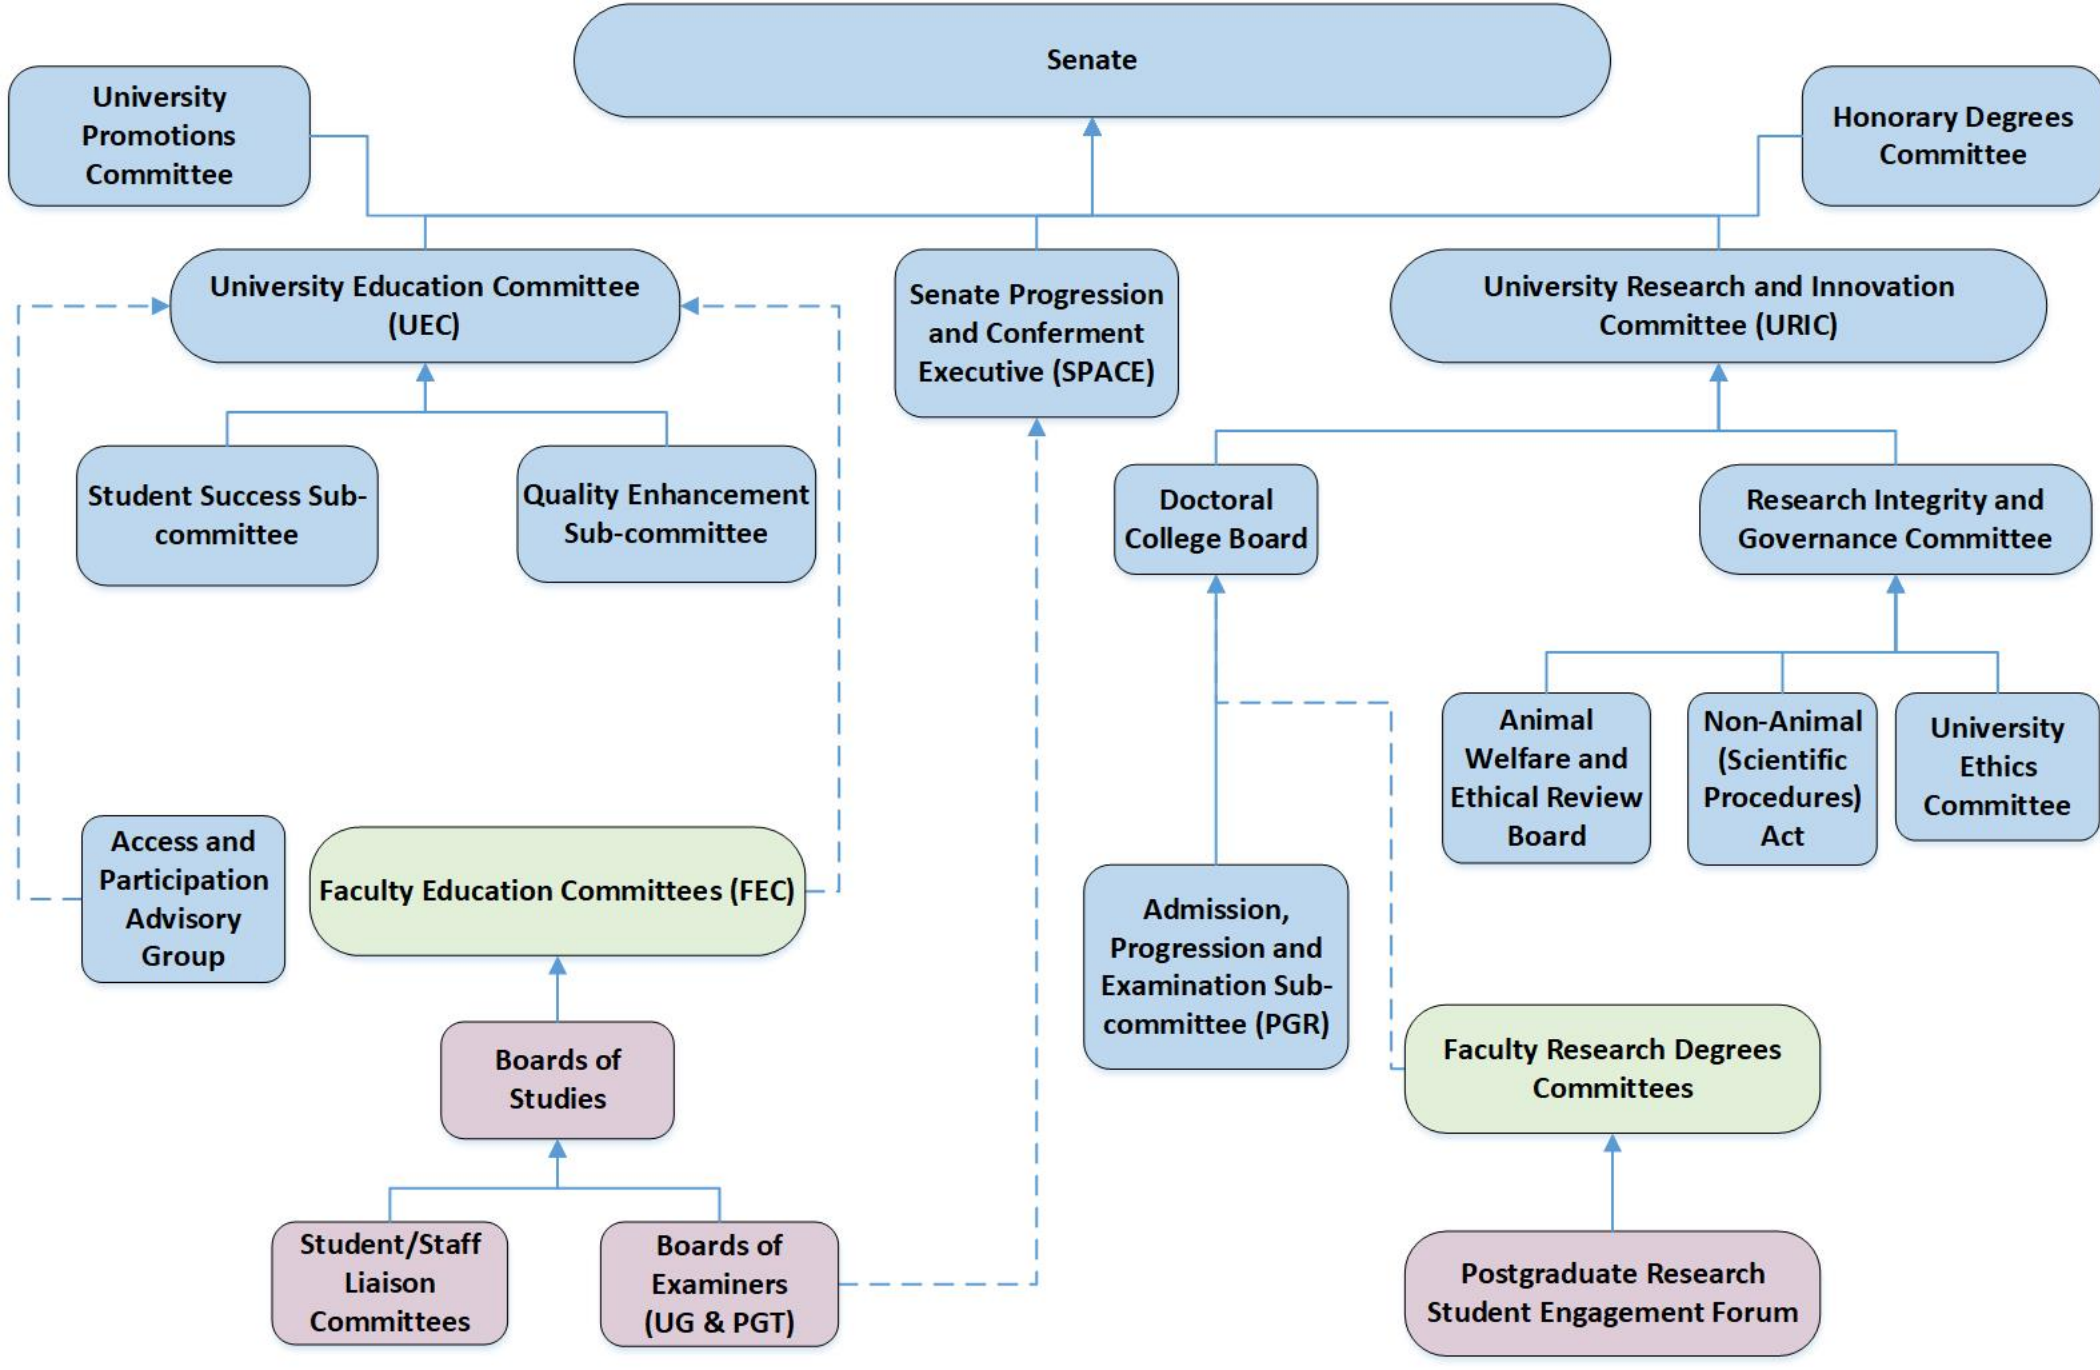 Senate
University
Promotions
Committee
Honorary Degrees
Committee
University Education Committee
(UEC)
Senate Progression
and Conferment
Executive (SPACE)
University Research and Innovation
Committee (URIC)
Student Success Sub-
committee
Quality Enhancement
Sub-committee
Doctoral
College Board
Research Integrity and
Governance Committee
Animal
Welfare and
Ethical Review
Board
Non-Animal
(Scientific
Procedures)
Act
University
Ethics
Committee
Access and
Participation
Advisory
Group
Faculty Education Committees (FEC)
Admission,
Progression and
Examination Sub-
committee (PGR)
Boards of
Studies
Faculty Research Degrees
Committees
Student/Staff
Liaison
Committees
Boards of
Examiners
(UG & PGT)
Postgraduate Research
Student Engagement Forum